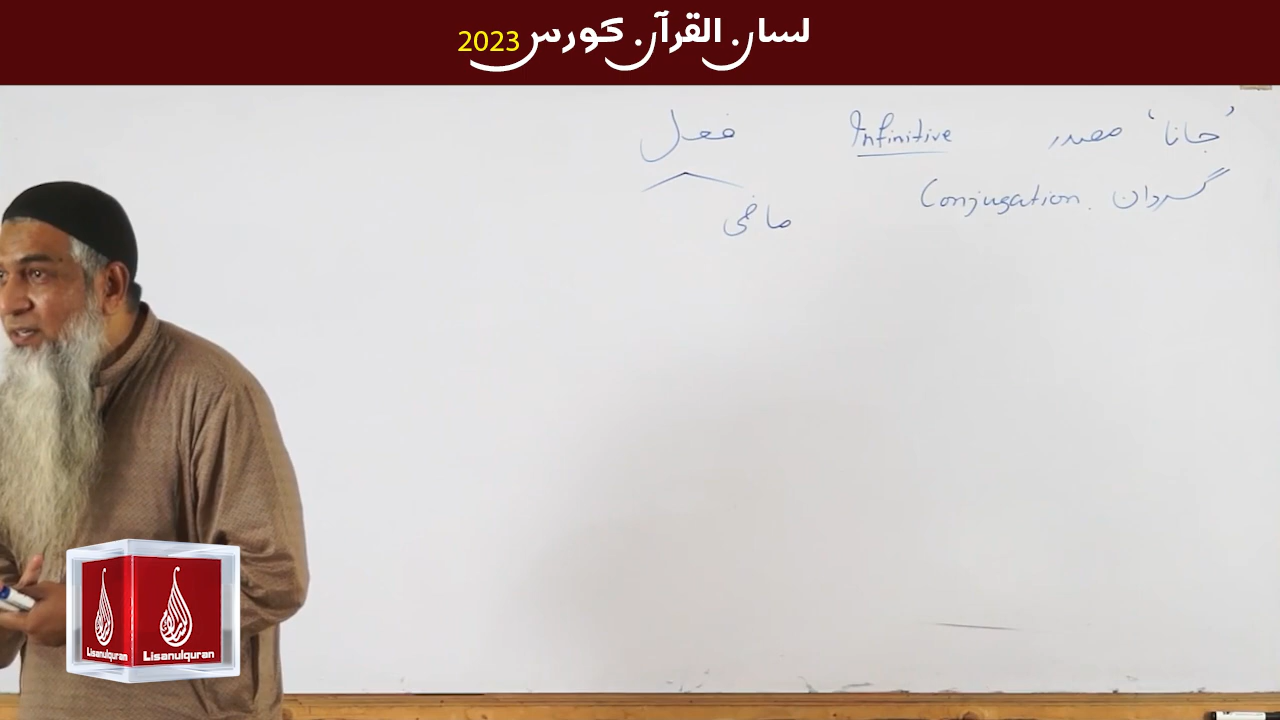 لسان القرآن کورس 2023
’جانا‘ مصدر Infinitive فعل
گردان Conjugation.
ماضی
Lisanulquran
Lisanulquran